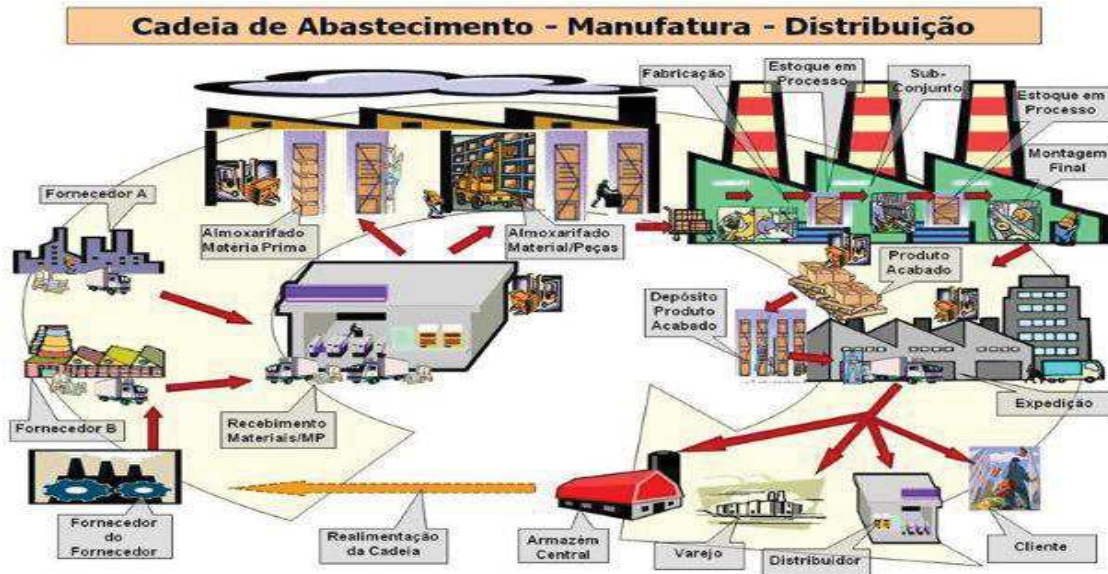 Cadeia de Abastecimento - Manufatura - Distribuição
Fabricação
Estoque em
Processo
Sub-
Conjunto
Estoque em
Processo
Montagem
Final
Fornecedor A
Almoxarifado
Matéria Prima
Almoxarifado
Material/Peças
Produto
Acabado
Depósito
Produto
Acabado
Fornecedor B
Recebimento
Materiais/MP
Expedição
Fornecedor
do
Fornecedor
Realimentação
da Cadeia
Armazém
Central
Varejo
Distribuidor
Cliente